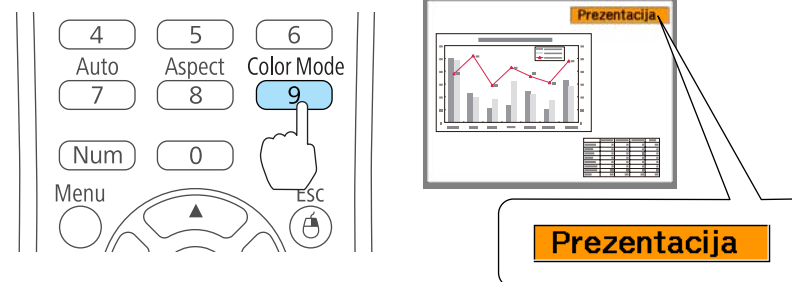 4 5 6
Auto Aspect Color Mode
7 8 9
Num 0
Menu Esc
Prezentacija
Prezentacija